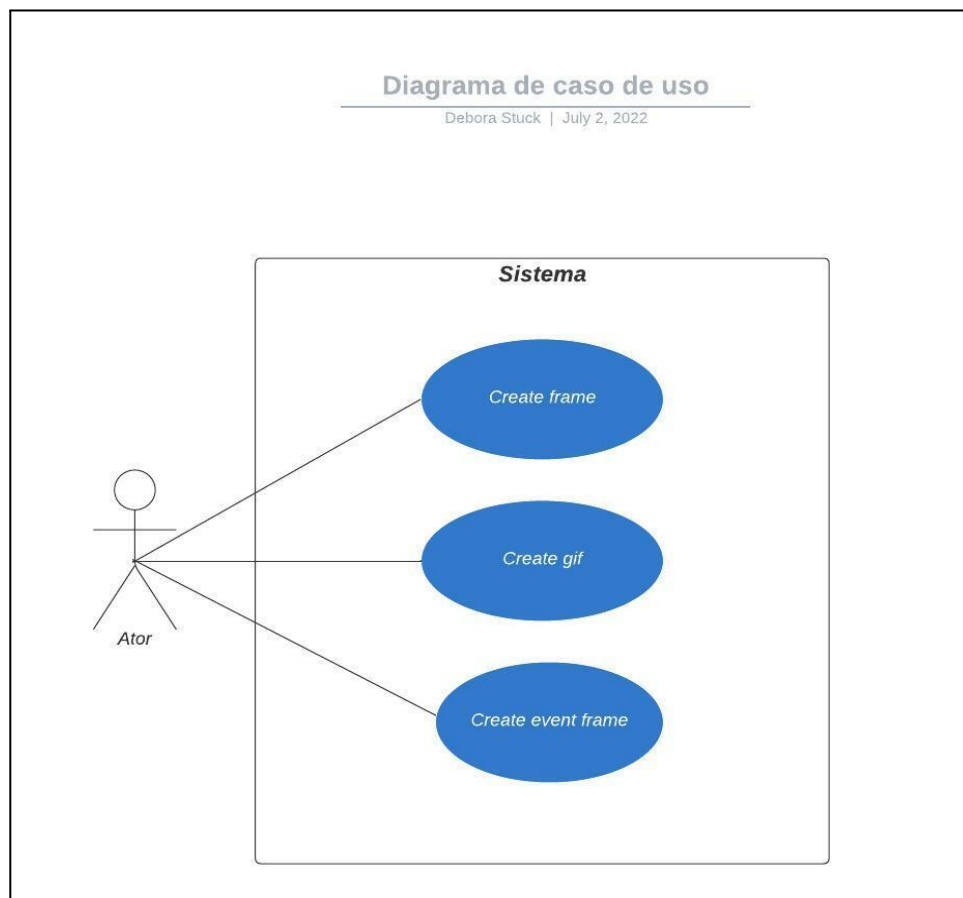 Diagrama de caso de uso
Debora Stuck | July 2, 2022
Sistema
Create frame
Create gif
Ator
Create event frame